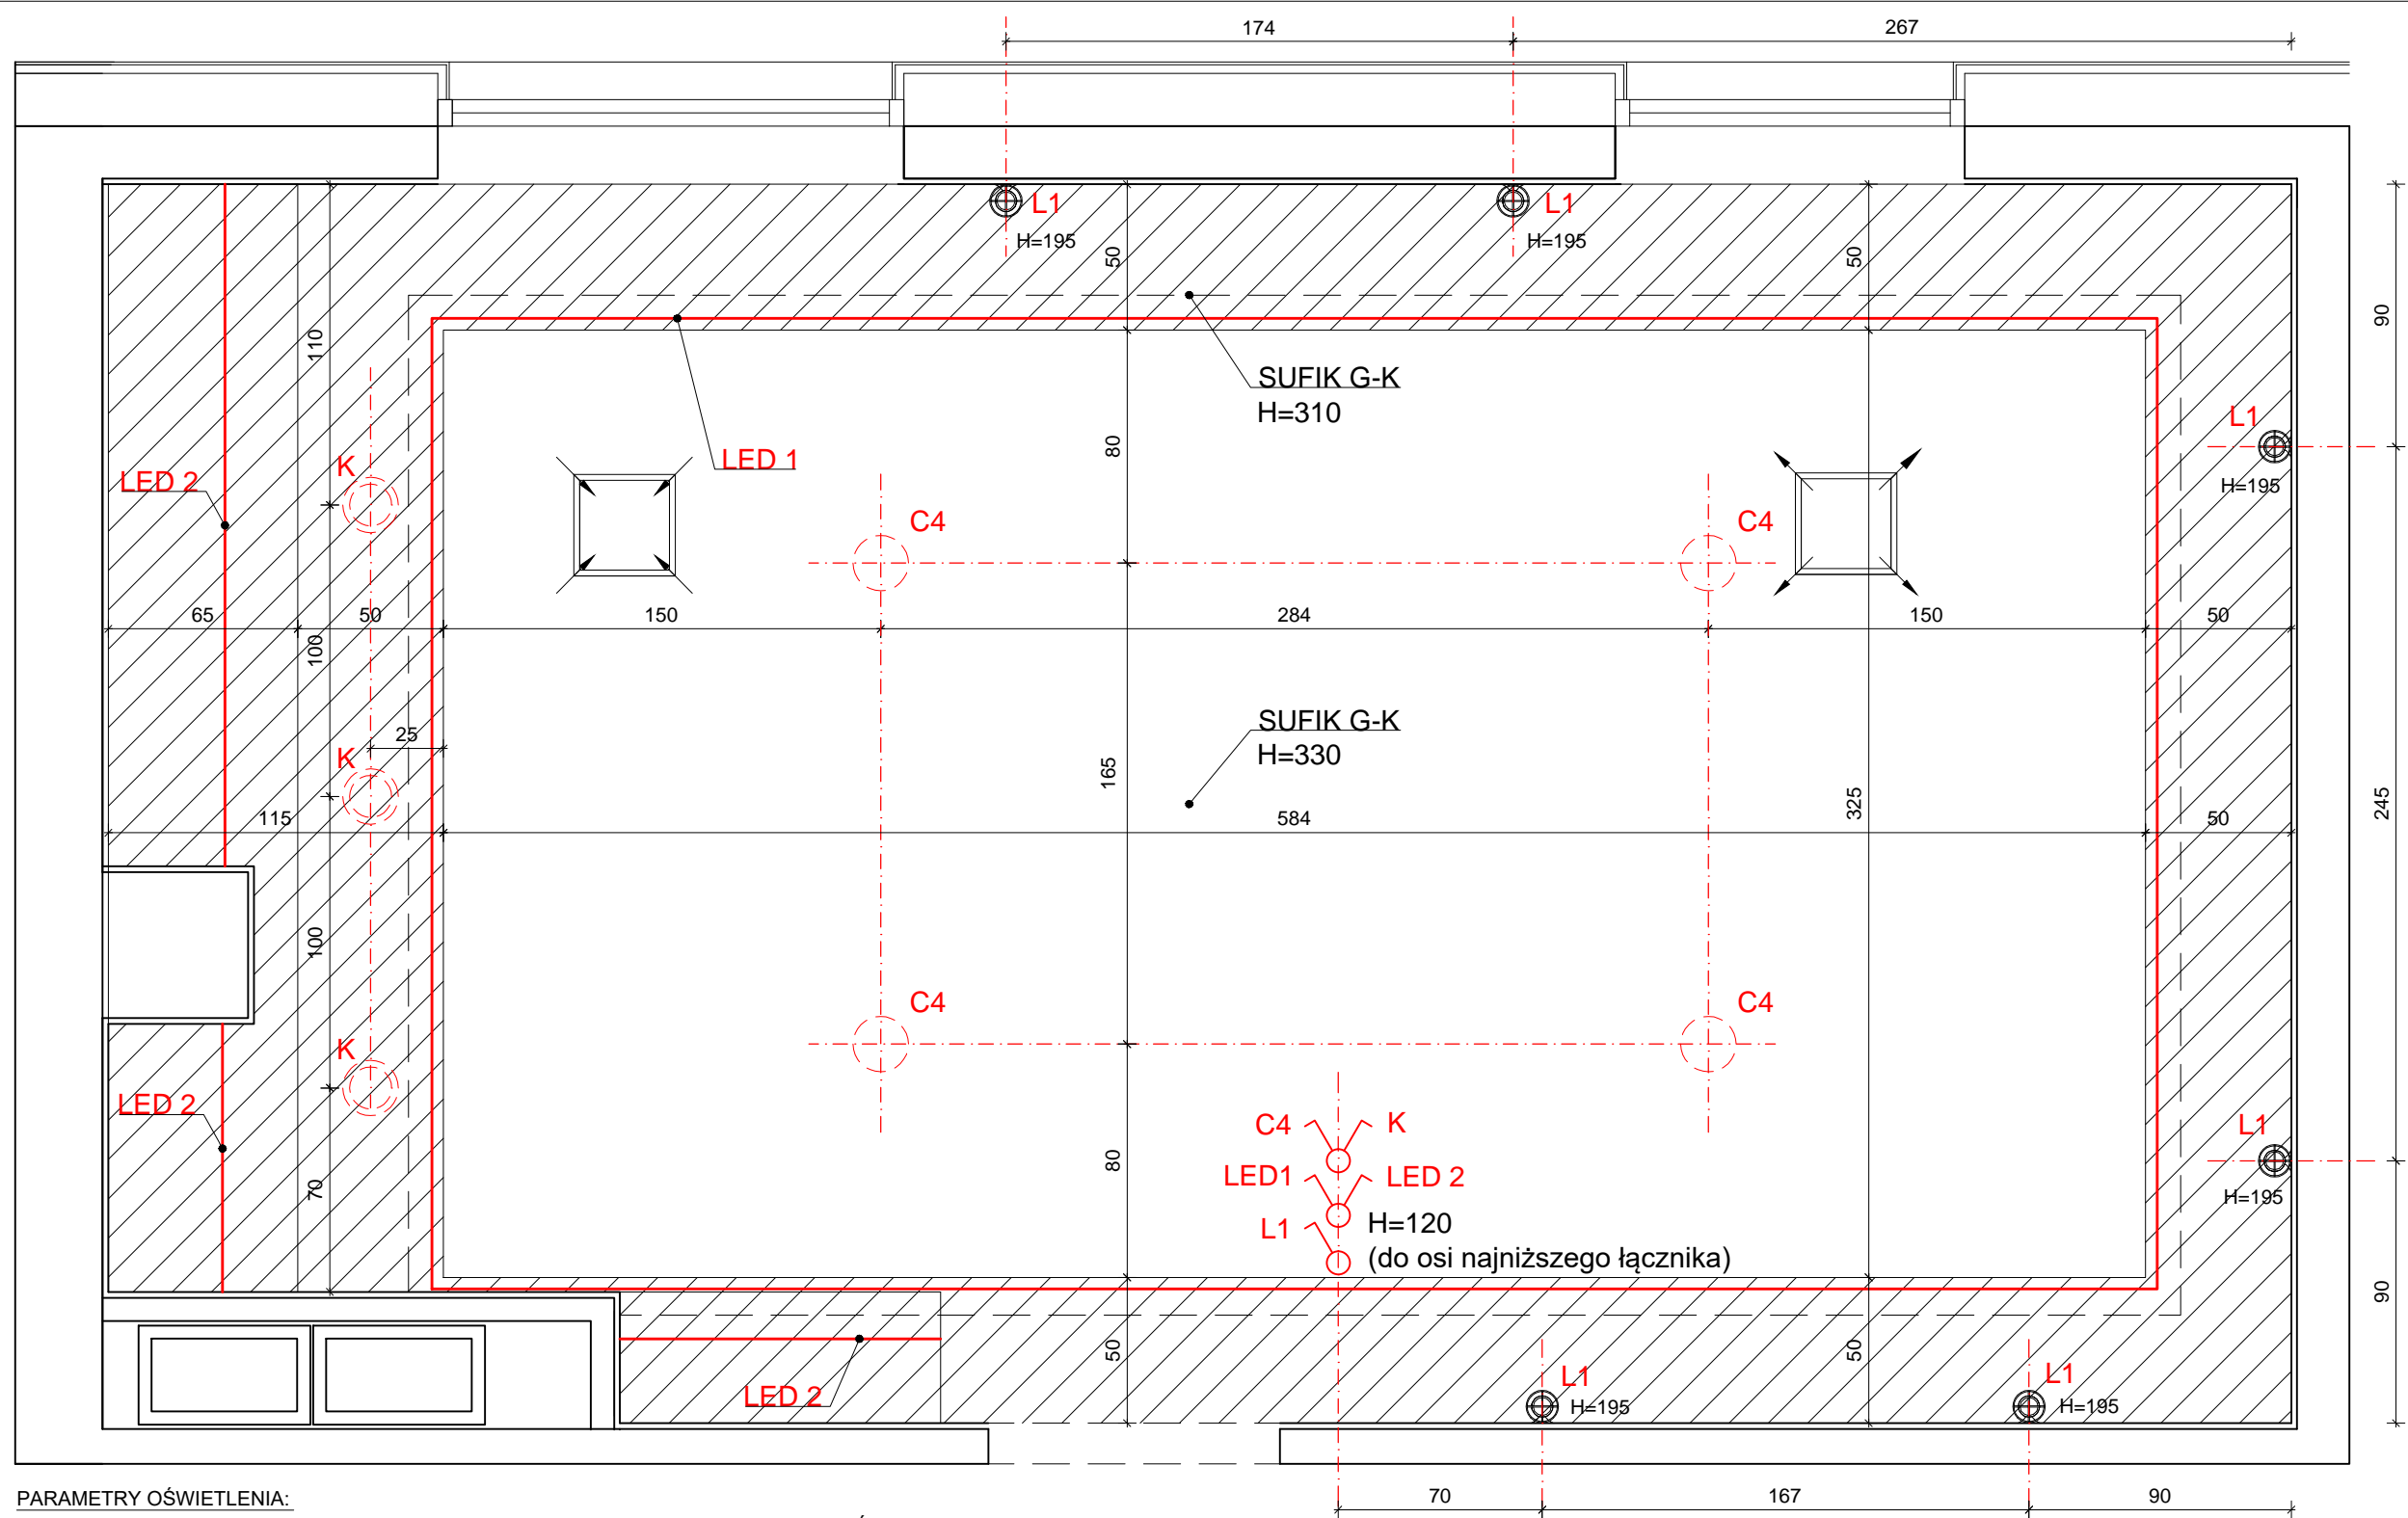 174
267
L1
L1
H=195
H=195
50
50
90
110
SUFIK G-K
H=310
L1
80
LED 1
K
LED 2
H=195
C4
C4
65
50
150
284
150
50
100
SUFIK G-K
25
H=330
K
165
325
245
115
584
50
100
C4
C4
K
LED 2
C4
K
L1
80
LED1
LED 2
70
H=195
L1
H=120
(do osi najniższego łącznika)
90
50
50
L1
L1
LED 2
H=195
H=195
PARAMETRY OŚWIETLENIA:
70
167
90